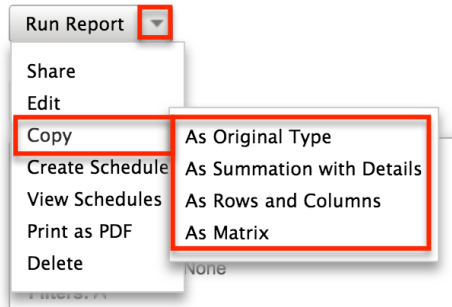 Run Report
Share
Edit
Copy
As Original Type
Create Schedule
As Summation with Details
View Schedules
As Rows and Columns
Print as PDF
As Matrix
Delete
None